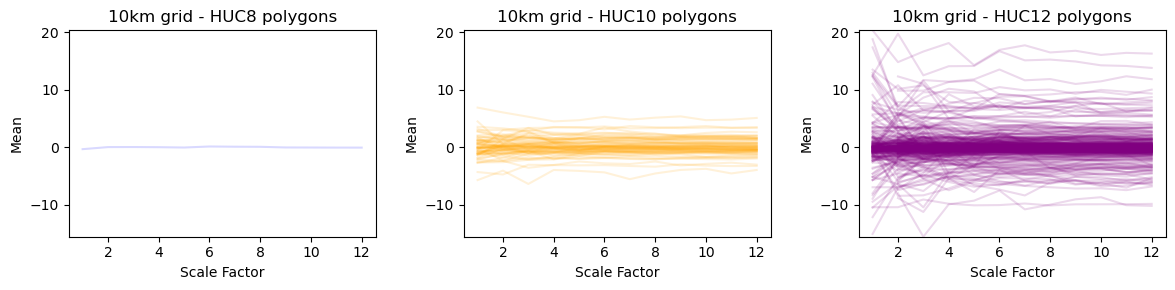 10km grid - HUC8 polygons
20
10
0
−10
Mean
2 4 6 8 10 12
Scale Factor
10km grid - HUC10 polygons
20
10
0
−10
Mean
2 4 6 8 10 12
Scale Factor
10km grid - HUC12 polygons
20
10
0
−10
Mean
2 4 6 8 10 12
Scale Factor